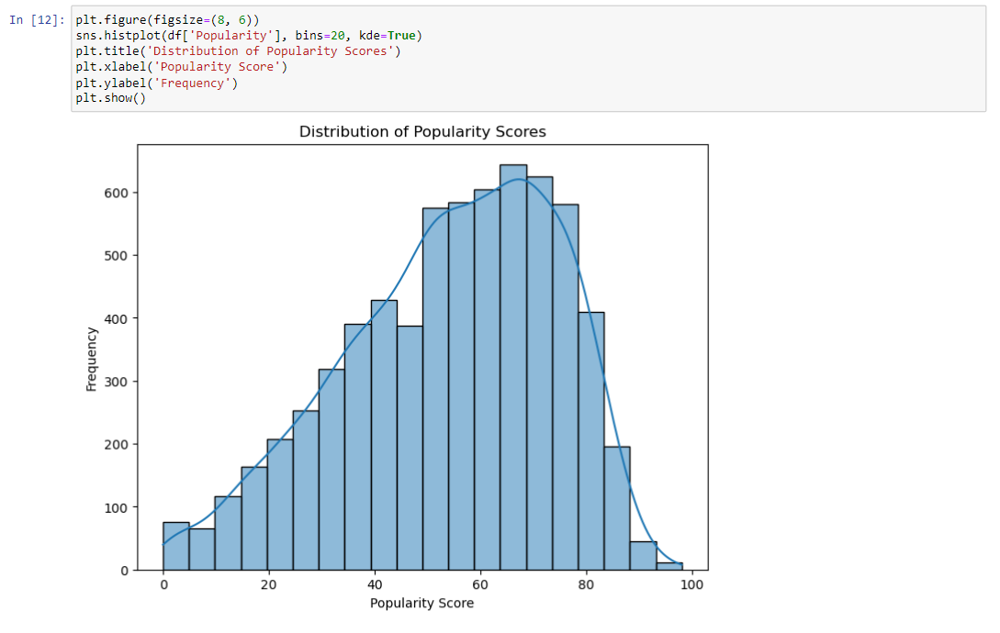 In [12]: plt.figure(figsize=(8, 6))
sns.histplot(df['Popularity'], bins=20, kde=True)
plt.title('Distribution of Popularity Scores')
plt.xlabel('Popularity Score')
plt.ylabel('Frequency')
plt.show()
Distribution of Popularity Scores
600
500
400
300
200
100
0
Frequency
0 20 40 60 80 100
Popularity Score